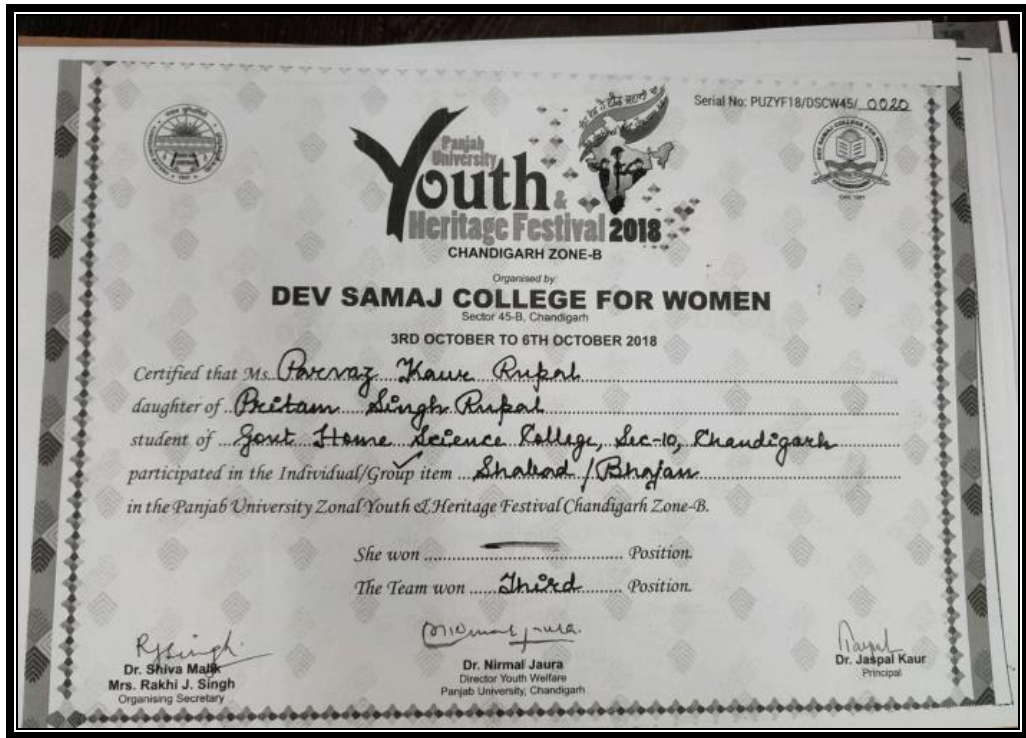 Serial No: PUZYF18/DSCW45/ 0020
Panjab
University
Youth &
Heritage Festival 2018
CHANDIGARH ZONE-B
Organised by:
DEV SAMAJ COLLEGE FOR WOMEN
Sector 45-B, Chandigarh
3RD OCTOBER TO 6TH OCTOBER 2018
Certified that Ms. Parvaz Kaur Rupal
daughter of Pritam Singh Rupal
student of Govt Home Science College, Sec-10, Chandigarh
participated in the Individual/Group item Shabad / Bhajan
in the Panjab University Zonal Youth & Heritage Festival Chandigarh Zone-B.
She won ........ Position.
The Team won Third Position.
Dr. Shiva Malik
Mrs. Rakhi J. Singh
Organising Secretary
Dr. Nirmal Jaura
Director Youth Welfare
Panjab University, Chandigarh
Dr. Jaspal Kaur
Principal